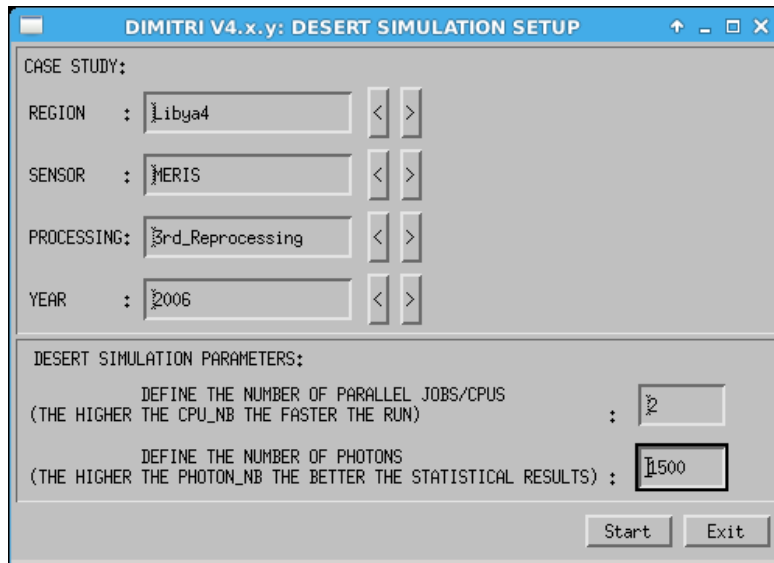 DIMITRI V4.x.y: DESERT SIMULATION SETUP
CASE STUDY:
REGION : Libya4 < >
SENSOR : MERIS < >
PROCESSING: 3rd_Reprocessing < >
YEAR : 2006 < >
DESERT SIMULATION PARAMETERS:
DEFINE THE NUMBER OF PARALLEL JOBS/CPUS
(THE HIGHER THE CPU_NB THE FASTER THE RUN) : 2
DEFINE THE NUMBER OF PHOTONS
(THE HIGHER THE PHOTON_NB THE BETTER THE STATISTICAL RESULTS) : 1500
Start Exit